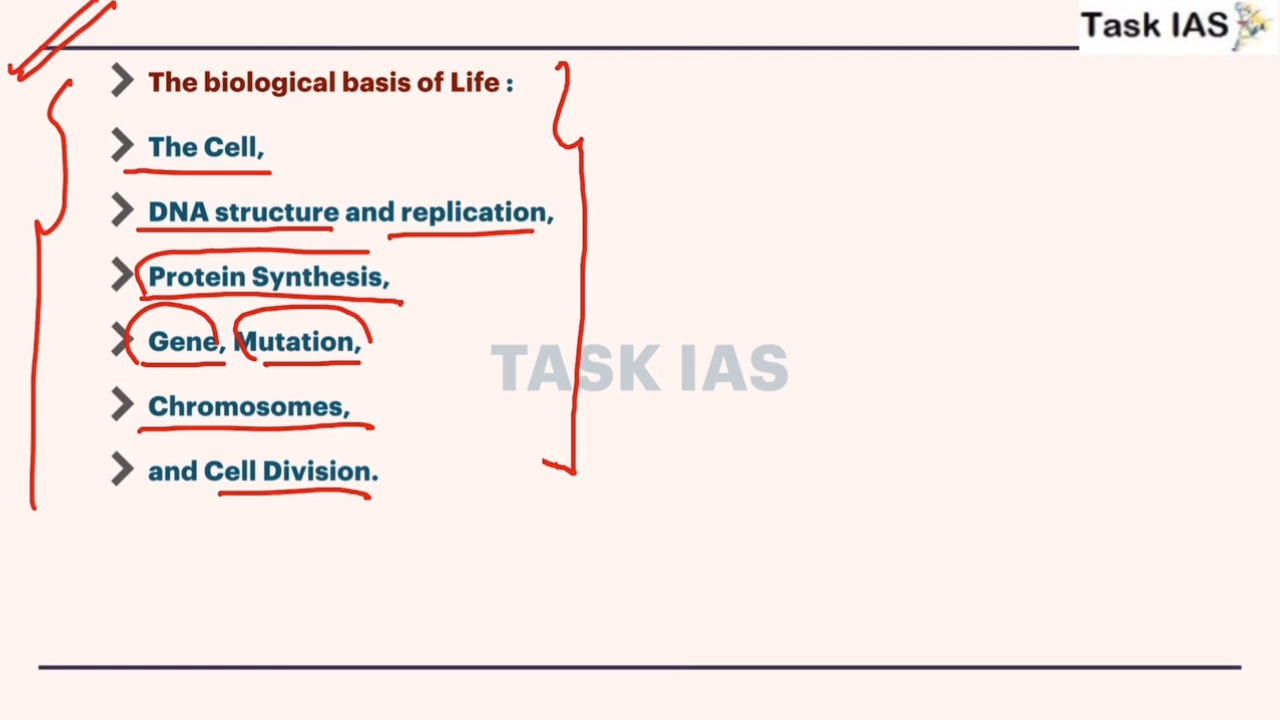 Task IAS
The biological basis of Life :
The Cell,
DNA structure and replication,
Protein Synthesis,
Gene, Mutation,
TASK IAS
Chromosomes,
and Cell Division.